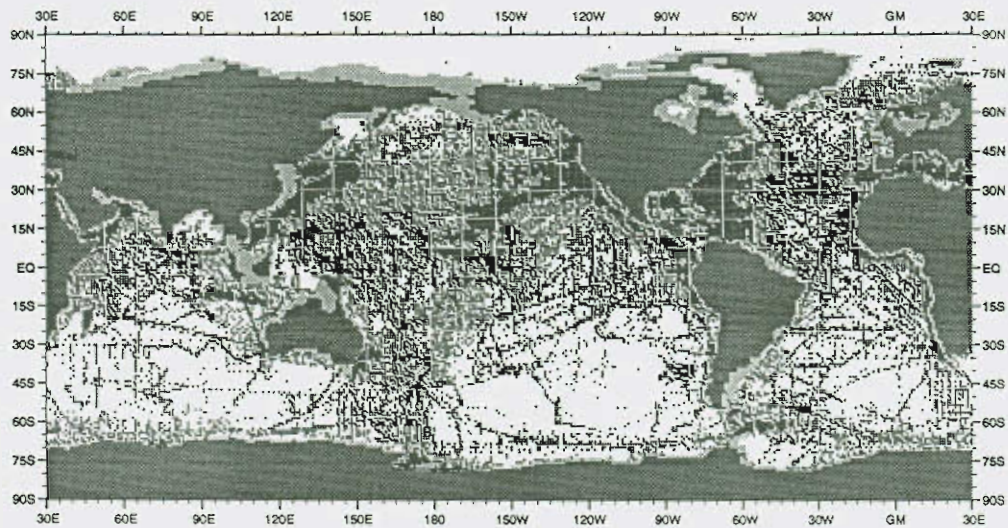 30E 60E 90E 120E 150E 180 150W 120W 90W 60W 30W GM 30E
90N 90N
75N 75N
60N 60N
45N 45N
30N 30N
15N 15N
EQ EQ
15S 15S
30S 30S
45S 45S
60S 60S
75S 75S
90S 90S
30E 60E 90E 120E 150E 180 150W 120W 90W 60W 30W GM 30E